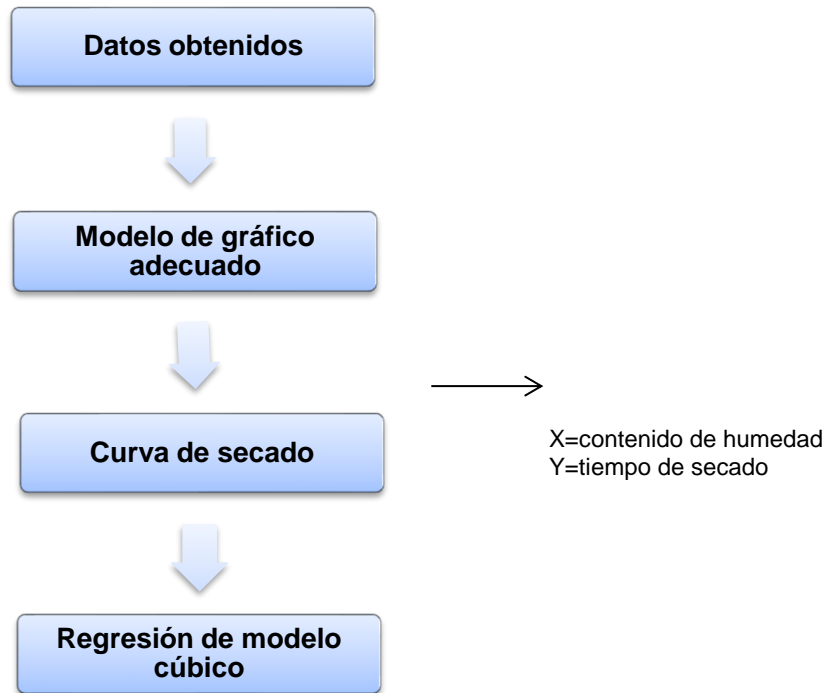 Datos obtenidos
Modelo de gráfico
adecuado
Curva de secado
X=contenido de humedad
Y=tiempo de secado
Regresión de modelo
cúbico